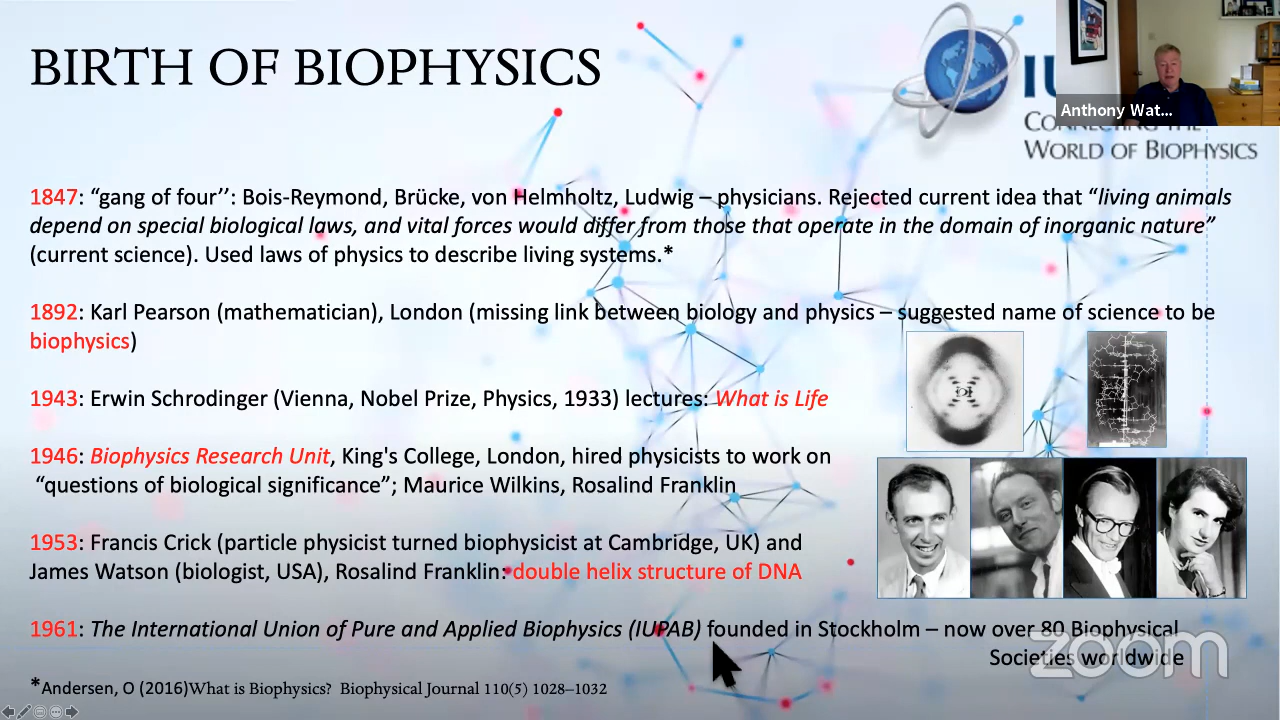 BIRTH OF BIOPHYSICS
IU
Anthony Wat...
CONNECTING THE
WORLD OF BIOPHYSICS
1847: “gang of four’’: Bois-Reymond, Brücke, von Helmholtz, Ludwig – physicians. Rejected current idea that “living animals
depend on special biological laws, and vital forces would differ from those that operate in the domain of inorganic nature”
(current science). Used laws of physics to describe living systems.*
1892: Karl Pearson (mathematician), London (missing link between biology and physics – suggested name of science to be
biophysics)
1943: Erwin Schrodinger (Vienna, Nobel Prize, Physics, 1933) lectures: What is Life
1946: Biophysics Research Unit, King's College, London, hired physicists to work on
“questions of biological significance”; Maurice Wilkins, Rosalind Franklin
1953: Francis Crick (particle physicist turned biophysicist at Cambridge, UK) and
James Watson (biologist, USA), Rosalind Franklin: double helix structure of DNA
1961: The International Union of Pure and Applied Biophysics (IUPAB) founded in Stockholm – now over 80 Biophysical
Societies worldwide
zoom
*Andersen, O (2016)What is Biophysics? Biophysical Journal 110(5) 1028–1032